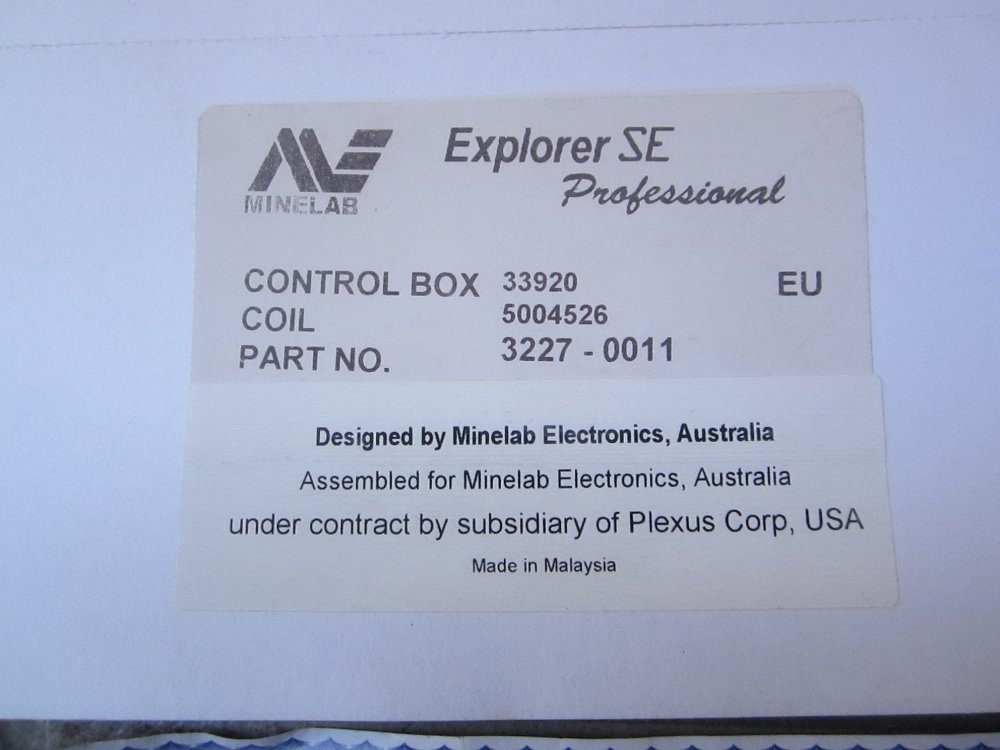 MINELAB
Explorer SE
Professional
CONTROL BOX 33920 EU
COIL 5004526
PART NO. 3227 - 0011
Designed by Minelab Electronics, Australia
Assembled for Minelab Electronics, Australia
under contract by subsidiary of Plexus Corp, USA
Made in Malaysia